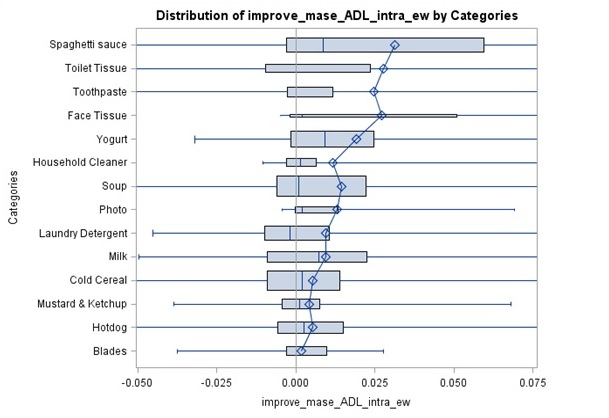 Distribution of improve_mase_ADL_intra_ew by Categories
Categories
Spaghetti sauce
Toilet Tissue
Toothpaste
Face Tissue
Yogurt
Household Cleaner
Soup
Photo
Laundry Detergent
Milk
Cold Cereal
Mustard & Ketchup
Hotdog
Blades
-0.050 -0.025 0.000 0.025 0.050 0.075
improve_mase_ADL_intra_ew